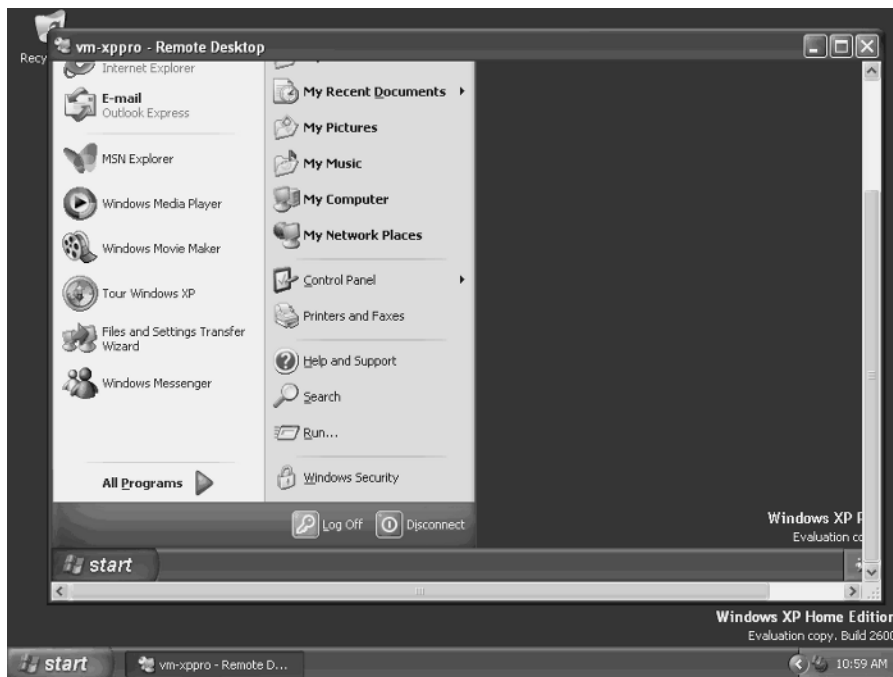 Recy
vm-xppro - Remote Desktop
Internet Explorer
E-mail
Outlook Express
MSN Explorer
Windows Media Player
Windows Movie Maker
Tour Windows XP
Files and Settings Transfer
Wizard
Windows Messenger
All Programs
My Recent Documents
My Pictures
My Music
My Computer
My Network Places
Control Panel
Printers and Faxes
Help and Support
Search
Run...
Windows Security
Log Off
Disconnect
Windows XP P
Evaluation co
start
Windows XP Home Edition
Evaluation copy. Build 2600
start
vm-xppro - Remote D...
10:59 AM